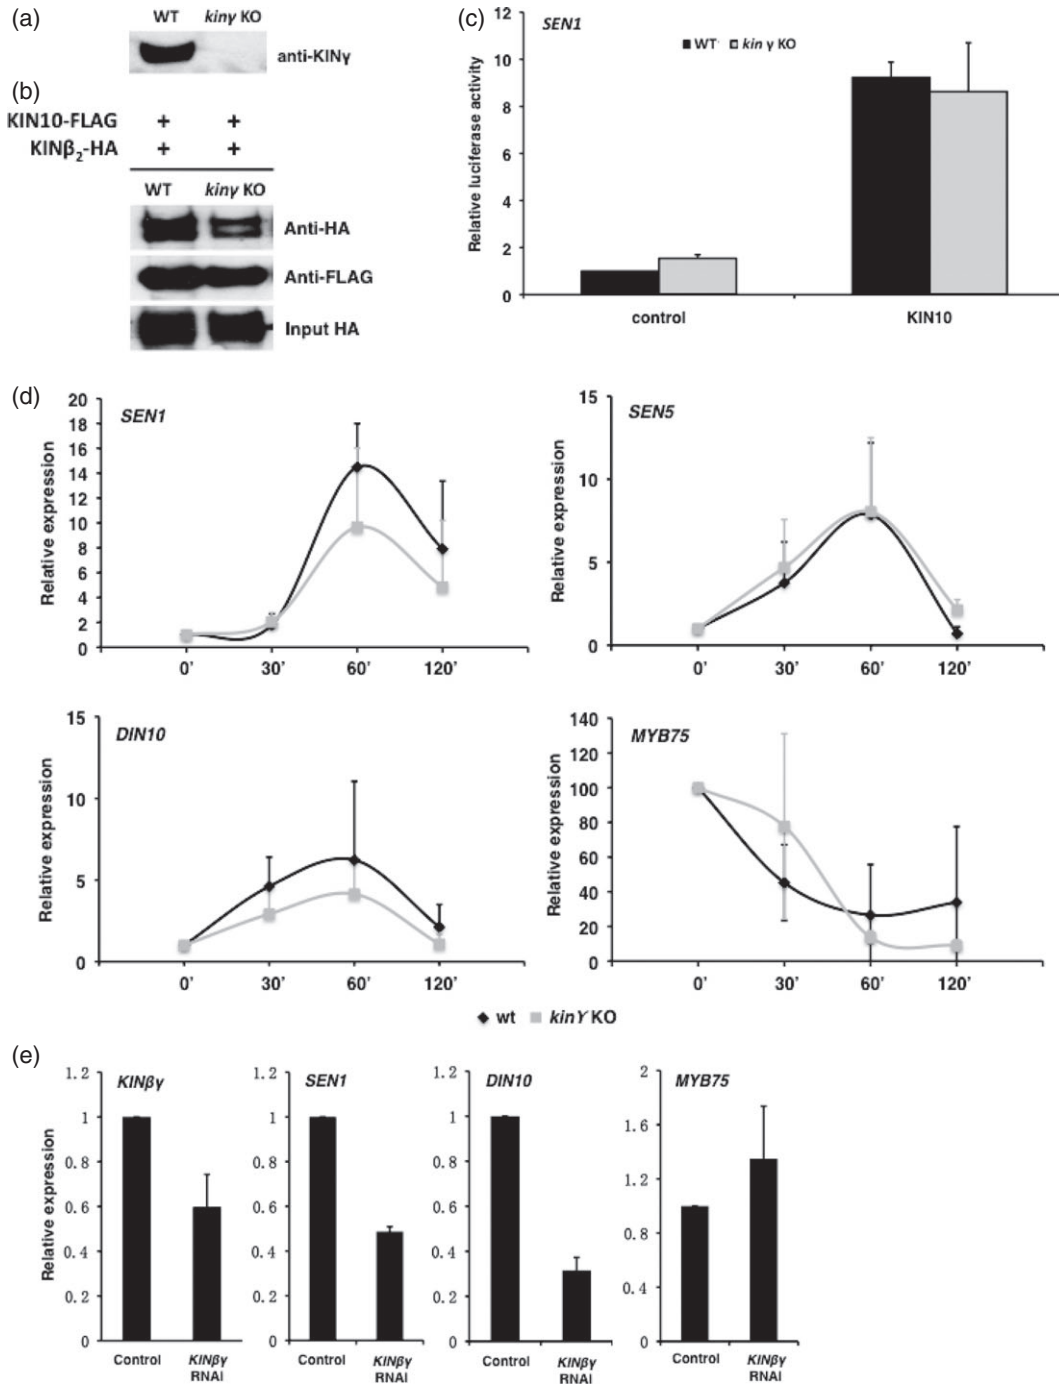 (a)
WT kinγ KO
anti-KINγ
(b)
KIN10-FLAG + +
KINβ2-HA + +
WT kinγ KO
Anti-HA
Anti-FLAG
Input HA
(c)
SEN1
WT kin γ KO
Relative luciferase activity
12
10
8
6
4
2
0
control KIN10
(d)
SEN1
Relative expression
20
18
16
14
12
10
8
6
4
2
0
0' 30' 60' 120'
SEN5
Relative expression
15
10
5
0
0' 30' 60' 120'
DIN10
Relative expression
15
10
5
0
0' 30' 60' 120'
MYB75
Relative expression
140
120
100
80
60
40
20
0
0' 30' 60' 120'
wt kinϒ KO
(e)
KINβγ
Relative expression
1.2
1
0.8
0.6
0.4
0.2
0
Control KINβγ
RNAI
SEN1
1.2
1
0.8
0.6
0.4
0.2
0
Control KINβγ
RNAI
DIN10
1.2
1
0.8
0.6
0.4
0.2
0
Control KINβγ
RNAI
MYB75
2
1.6
1.2
0.8
0.4
0
Control KINβγ
RNAI